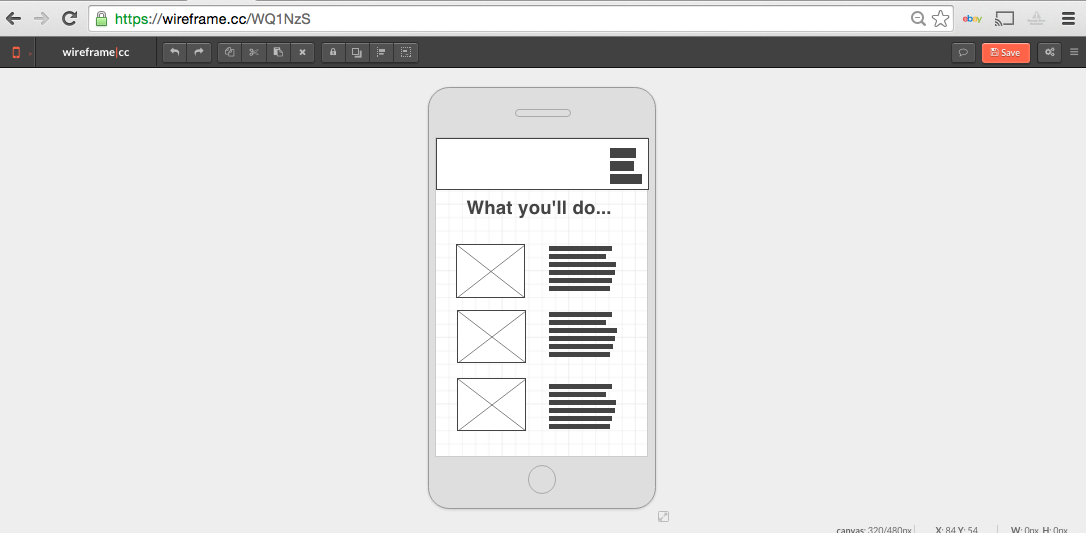 https://wireframe.cc/WQ1NzS
ebay
wireframe|cc
Save
What you'll do...
canvas: 320/480px X: 84 Y: 54 W: 0px H: 0px